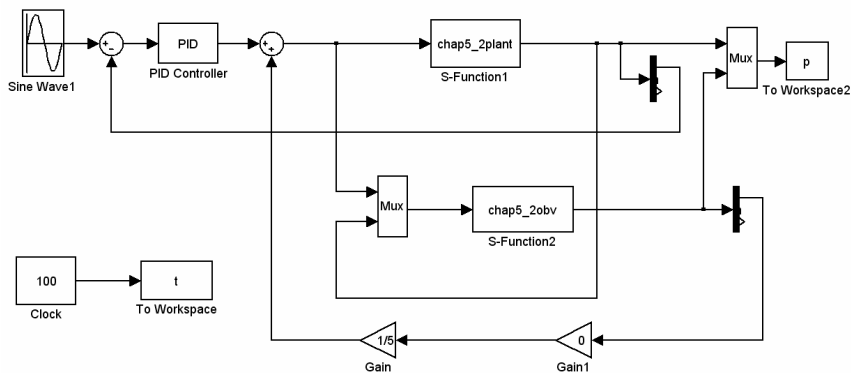 Sine Wave1
+
-
PID
PID Controller
+
+
chap5_2plant
S-Function1
Mux
p
To Workspace2
Mux
chap5_2obv
S-Function2
100
Clock
t
To Workspace
1/5
Gain
0
Gain1